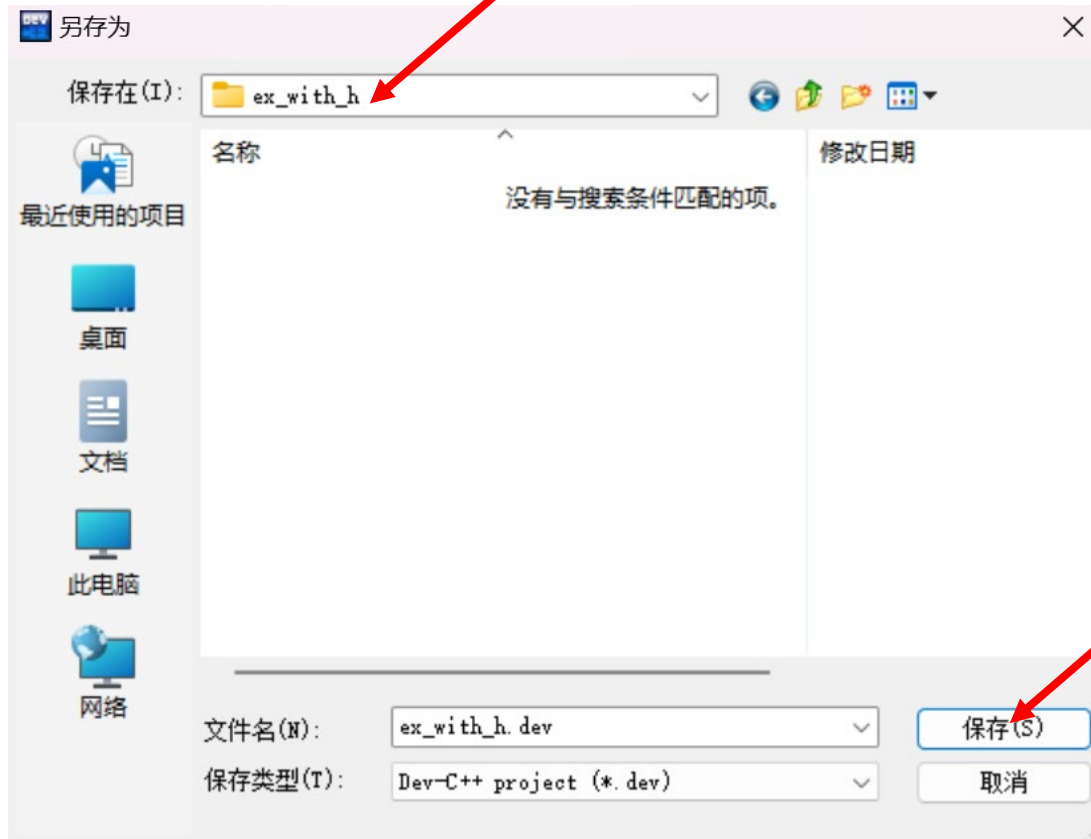 DEV
另存为
保存在(I):
ex_with_h
名称
修改日期
没有与搜索条件匹配的项。
最近使用的项目
桌面
文档
此电脑
网络
文件名(N):
ex_with_h.dev
保存(S)
保存类型(T):
Dev-C++ project (*.dev)
取消